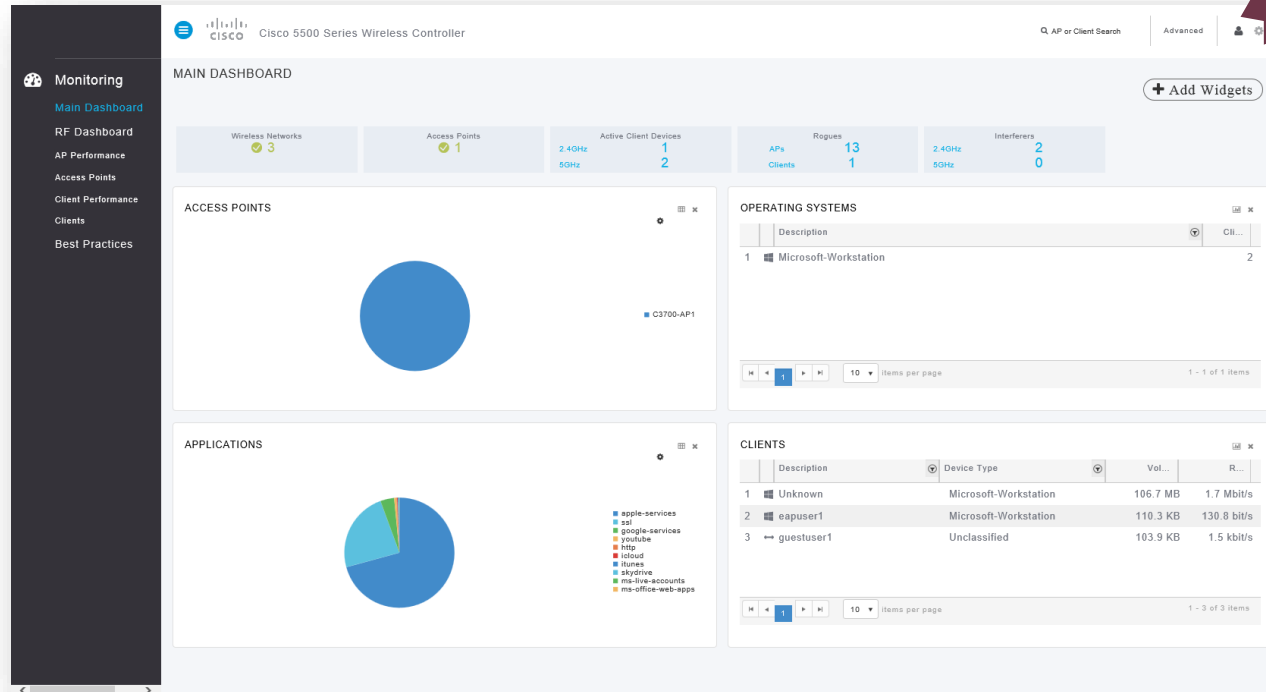 CISCO Cisco 5500 Series Wireless Controller
AP or Client Search
Advanced
Monitoring
Main Dashboard
RF Dashboard
AP Performance
Access Points
Client Performance
Clients
Best Practices
MAIN DASHBOARD
Add Widgets
Wireless Networks
3
Access Points
1
Active Client Devices
2.4GHz 1
5GHz 2
Rogues
APs 13
Clients 1
Interferers
2.4GHz 2
5GHz 0
ACCESS POINTS
C3700-AP1
OPERATING SYSTEMS
Description Cli...
1 Microsoft-Workstation 2
1 10 items per page 1 - 1 of 1 items
APPLICATIONS
apple-services
ssl
google-services
youtube
http
icloud
itunes
skydrive
ms-live-accounts
ms-office-web-apps
CLIENTS
Description Device Type Vol... R...
1 Unknown Microsoft-Workstation 106.7 MB 1.7 Mbit/s
2 eapuser1 Microsoft-Workstation 110.3 KB 130.8 bit/s
3 guestuser1 Unclassified 103.9 KB 1.5 kbit/s
1 10 items per page 1 - 3 of 3 items